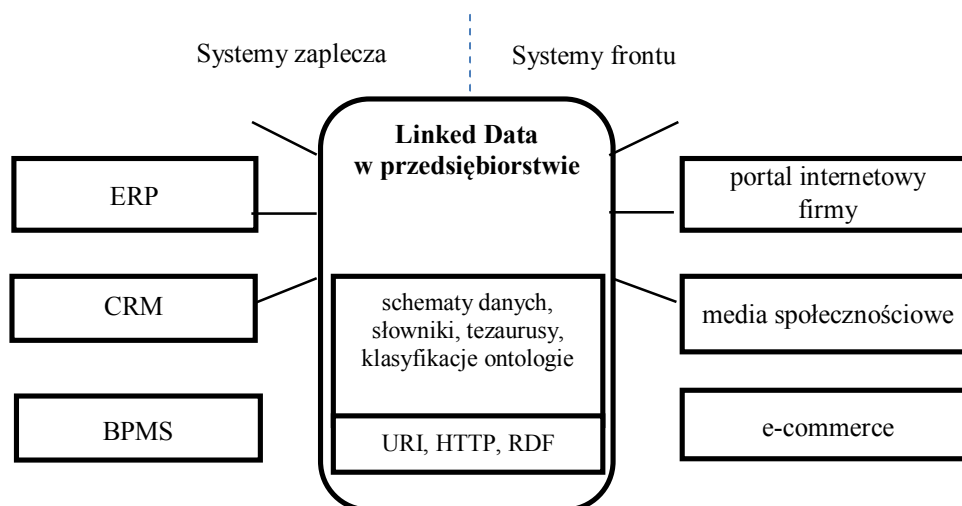 Systemy zaplecza
Systemy frontu
Linked Data
w przedsiębiorstwie
ERP
CRM
BPMS
schematy danych,
słowniki, tezaurusy,
klasyfikacje ontologie
URI, HTTP, RDF
portal internetowy
firmy
media społecznościowe
e-commerce